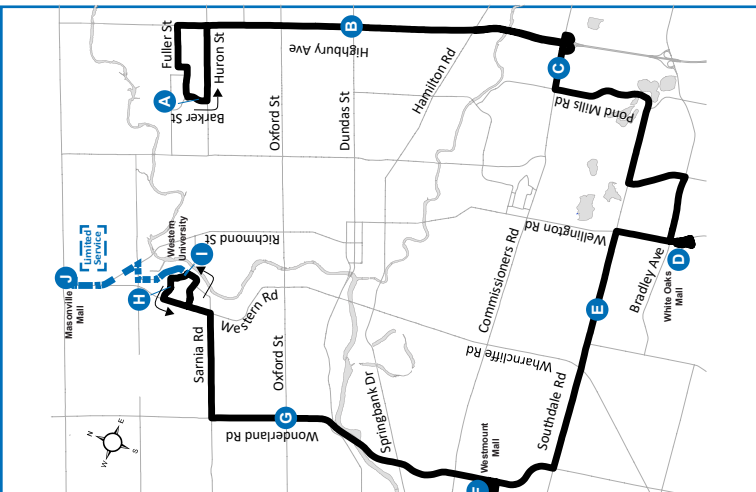 Fuller St
Huron St
B
Highbury Ave
A
Barker St
Oxford St
Dundas St
Hamilton Rd
C
Pond Mills Rd
Limited
Service
Western
University
Richmond St
I
J
Masonville
Mall
H
Western Rd
Sarnia Rd
Oxford St
G
Wonderland Rd
Springbank Dr
Commissioners Rd
Wellington Rd
Wharncliffe Rd
Bradley Ave
D
White Oaks
Mall
E
Southdale Rd
Westmount
Mall
F
N
E
S
W